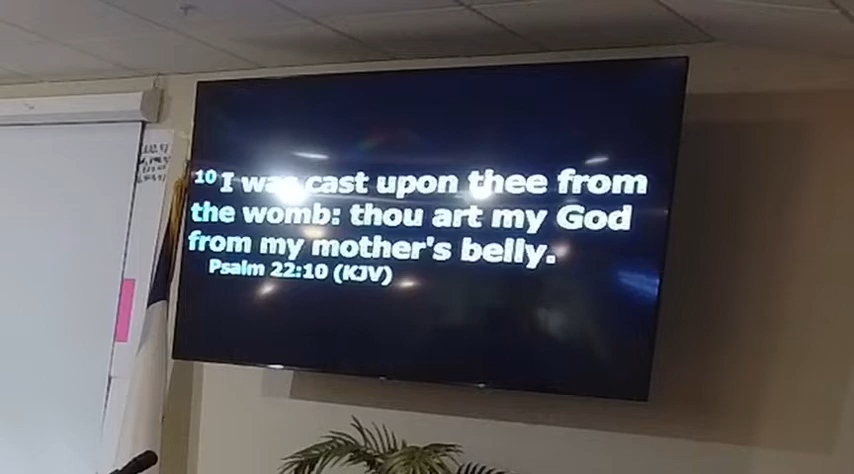 10 I was cast upon thee from
the womb: thou art my God
from my mother's belly.
Psalm 22:10 (KJV)